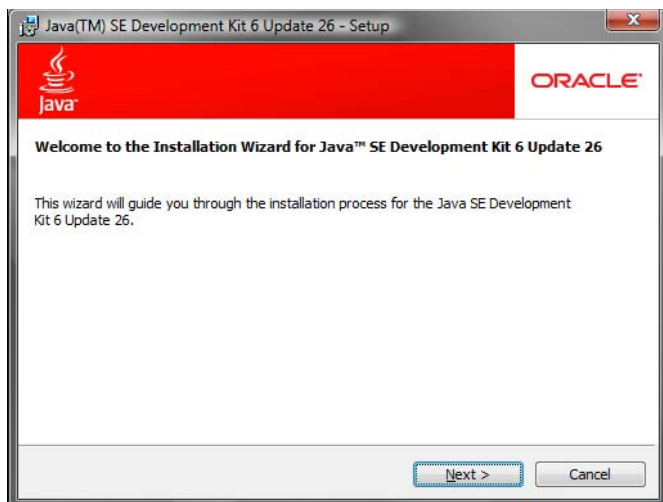 Java(TM) SE Development Kit 6 Update 26 - Setup
Java™
ORACLE®
Welcome to the Installation Wizard for Java™ SE Development Kit 6 Update 26
This wizard will guide you through the installation process for the Java SE Development
Kit 6 Update 26.
Next >
Cancel